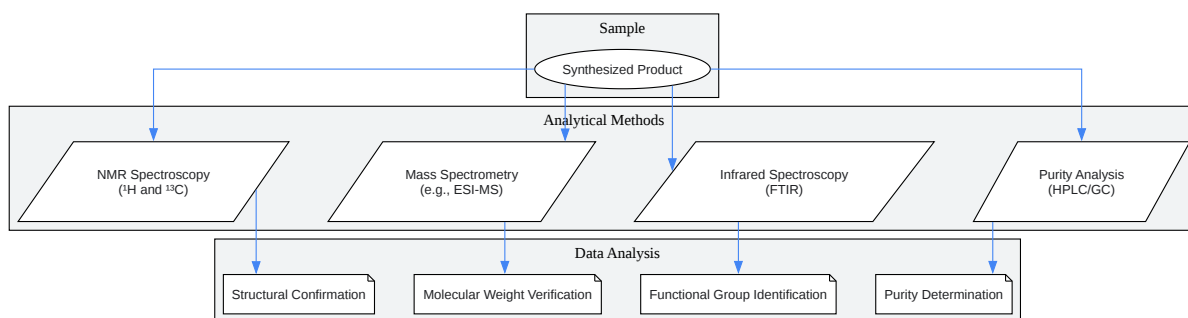 Sample
Synthesized Product
Analytical Methods
NMR Spectroscopy
(¹H and ¹³C)
Mass Spectrometry
(e.g., ESI-MS)
Infrared Spectroscopy
(FTIR)
Purity Analysis
(HPLC/GC)
Data Analysis
Structural Confirmation
Molecular Weight Verification
Functional Group Identification
Purity Determination